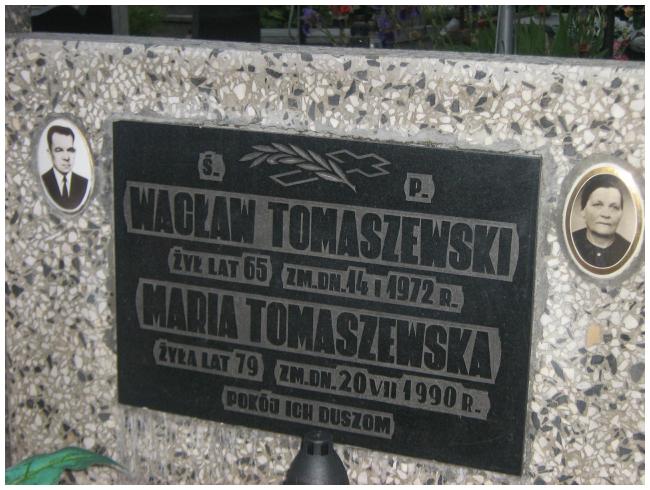 Ś. P.
WACŁAW TOMASZEWSKI
ŻYŁ LAT 65 ZM. DN. 14 I 1972 R.
MARIA TOMASZEWSKA
ŻYŁA LAT 79 ZM. DN. 20 VII 1990 R.
POKÓJ ICH DUSZOM